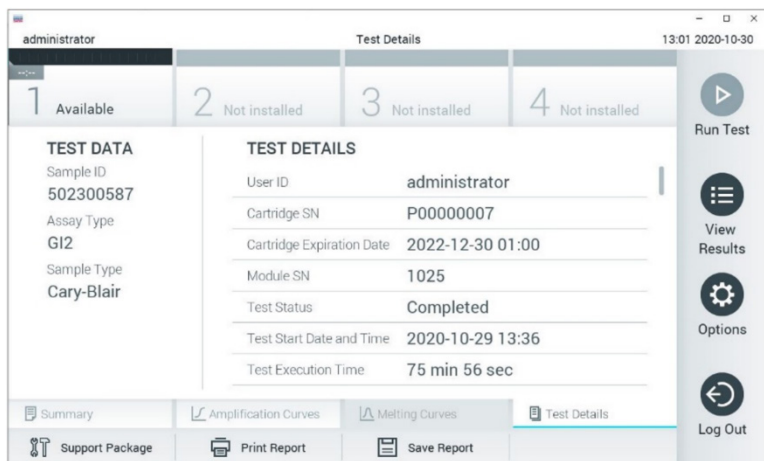 administrator Test Details 13:01 2020-10-30
--:--
1 Available 2 Not installed 3 Not installed 4 Not installed
Run Test
TEST DATA
Sample ID
502300587
Assay Type
GI2
Sample Type
Cary-Blair
TEST DETAILS
User ID administrator
Cartridge SN P00000007
Cartridge Expiration Date 2022-12-30 01:00
Module SN 1025
Test Status Completed
Test Start Date and Time 2020-10-29 13:36
Test Execution Time 75 min 56 sec
View
Results
Options
Log Out
Summary Amplification Curves Melting Curves Test Details
Support Package Print Report Save Report